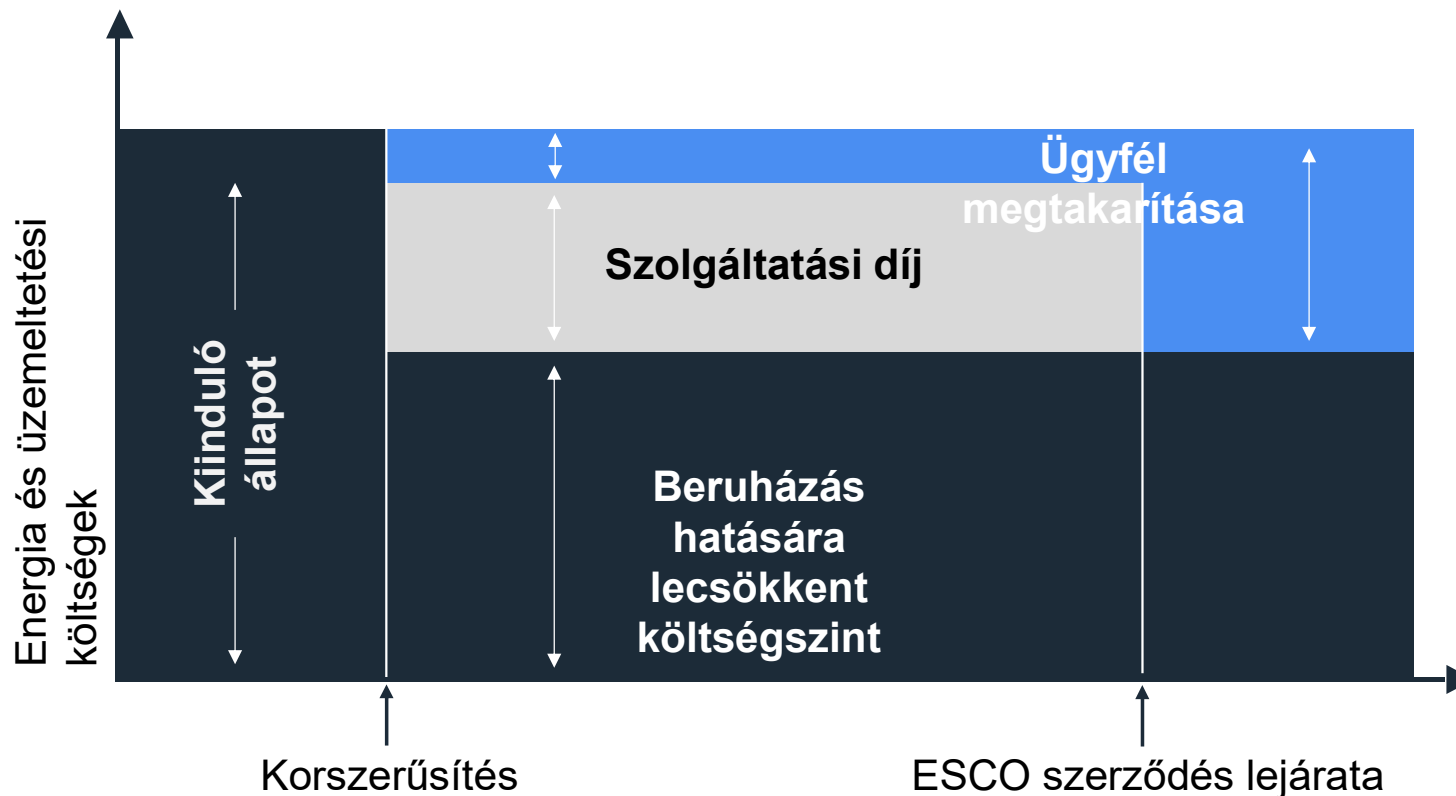 Energia és üzemeltetési
költségek
Kiinduló
állapot
Ügyfél
megtakarítása
Szolgáltatási díj
Beruházás
hatására
lecsökkent
költségszint
Korszerűsítés
ESCO szerződés lejárata